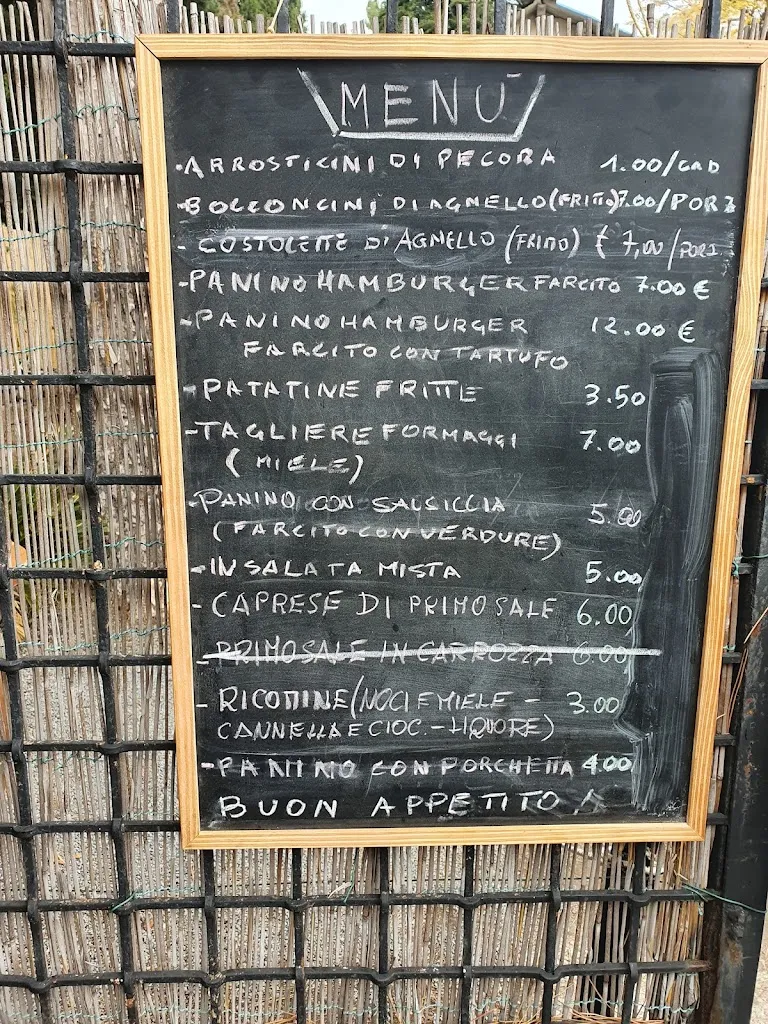 MENÙ
·ARROSTICINI DI PECORA 1.00/CAD
·BOCCONCINI DI AGNELLO (FRITTO) 7.00/PORZ
- COSTOLETTE DI AGNELLO (FRITTO) € 7,00/PORZ
-PANINO HAMBURGER FARCITO 7.00 €
-PANINO HAMBURGER 12.00 €
FARCITO CON TARTUFO
-PATATINE FRITTE 3.50
-TAGLIERE FORMAGGI 7.00
(MIELE)
-PANINO CON SALSICCIA 5.00
(FARCITO CON VERDURE)
-INSALATA MISTA 5.00
- CAPRESE DI PRIMO SALE 6.00
- PRIMOSALE IN CARROZZA 6.00
- RICOTTINE (NOCI E MIELE - 3.00
CANNELLA E CIOC. - LIQUORE)
-PANINO CON PORCHETTA 4.00
BUON APPETITO!